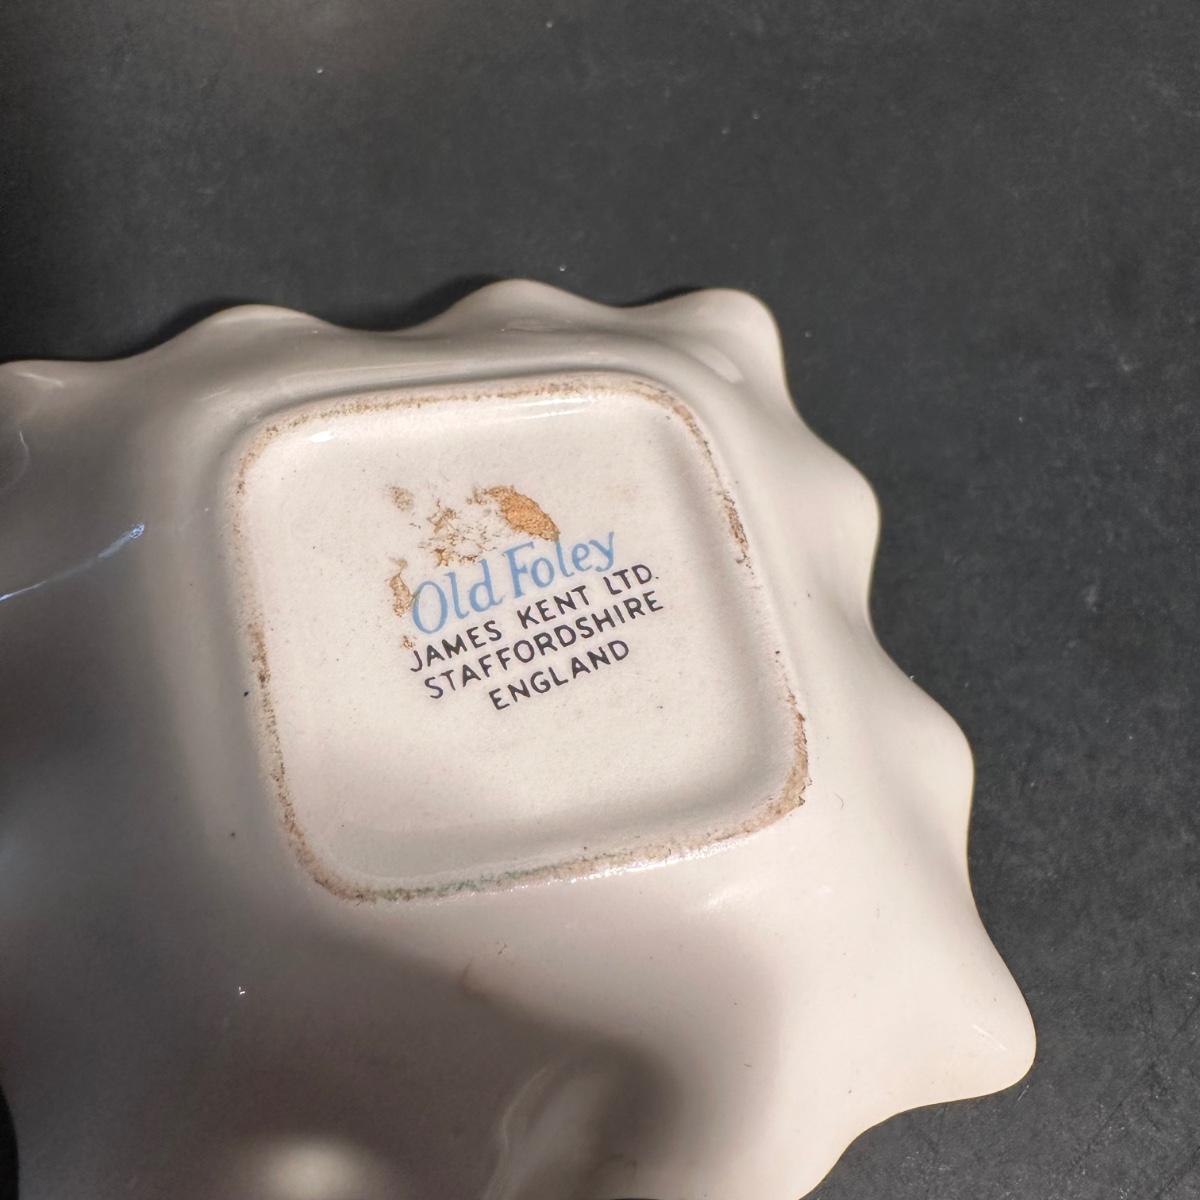 Old Foley
JAMES KENT LTD.
STAFFORDSHIRE
ENGLAND